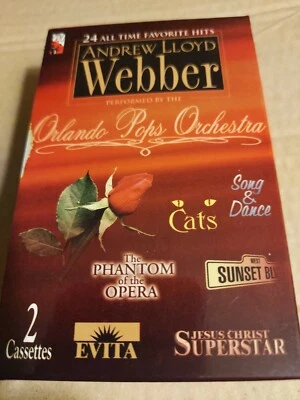 24 ALL TIME FAVORITE HITS
ANDREW LLOYD
Webber
PERFORMED BY THE
Orlando Pops Orchestra
Song
&
Dance
Cats
The
PHANTOM
of the
OPERA
WEST
SUNSET BL
2
Cassettes
EVITA
JESUS CHRIST
SUPERSTAR